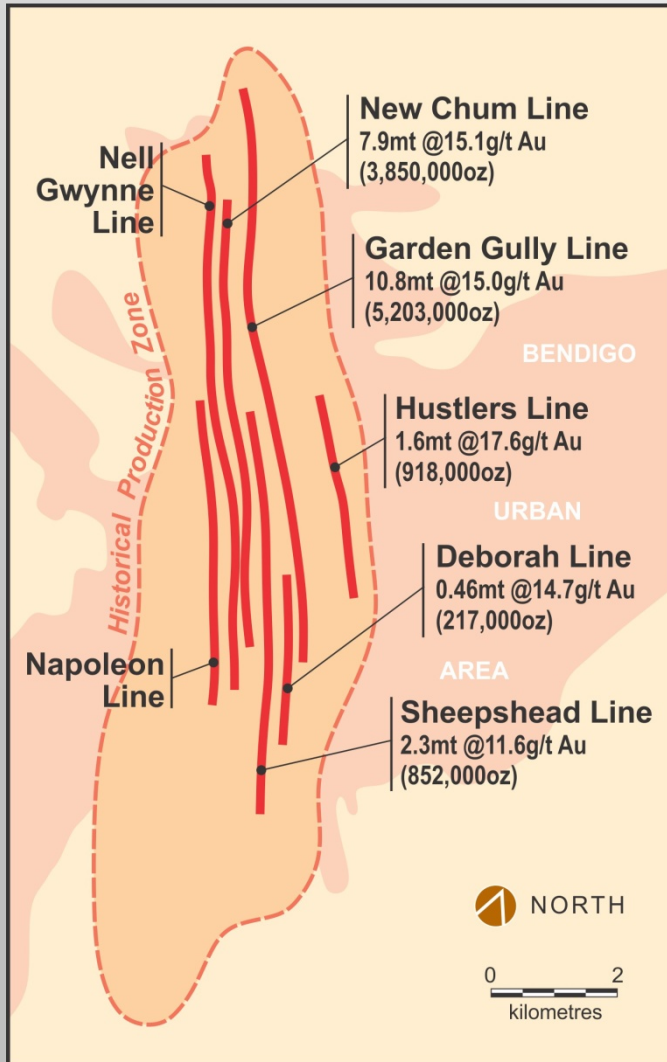 New Chum Line
7.9mt @15.1g/t Au
(3,850,000oz)
Nell
Gwynne
Line
Garden Gully Line
10.8mt @15.0g/t Au
(5,203,000oz)
BENDIGO
Historical Production Zone
Hustlers Line
1.6mt @17.6g/t Au
(918,000oz)
URBAN
Deborah Line
0.46mt @14.7g/t Au
(217,000oz)
Napoleon
Line
AREA
Sheepshead Line
2.3mt @11.6g/t Au
(852,000oz)
NORTH
0 2
kilometres